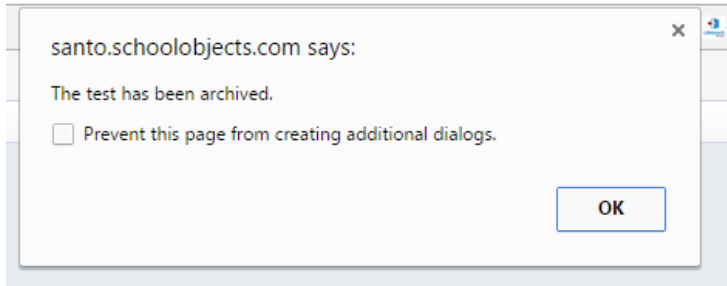 santo.schoolobjects.com says:
The test has been archived.
Prevent this page from creating additional dialogs.
OK